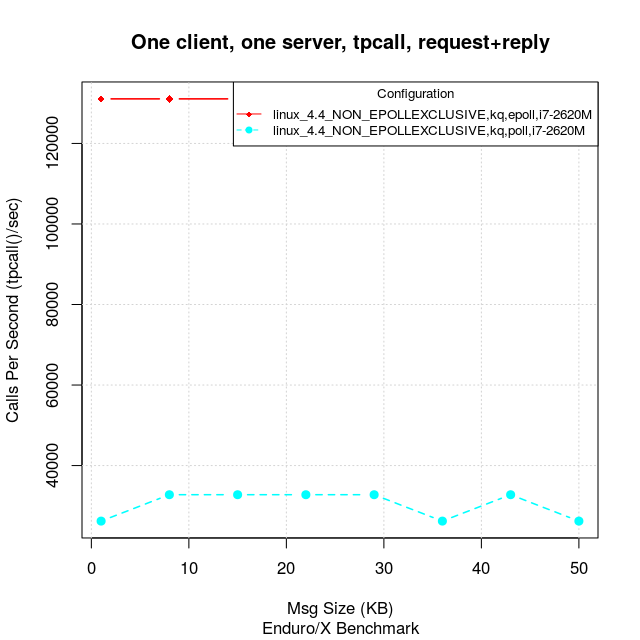 One client, one server, tpcall, request+reply
Configuration
linux_4.4_NON_EPOLLEXCLUSIVE,kq,epoll,i7-2620M
linux_4.4_NON_EPOLLEXCLUSIVE,kq,poll,i7-2620M
Calls Per Second (tpcall()/sec)
120000
100000
80000
60000
40000
0 10 20 30 40 50
Msg Size (KB)
Enduro/X Benchmark